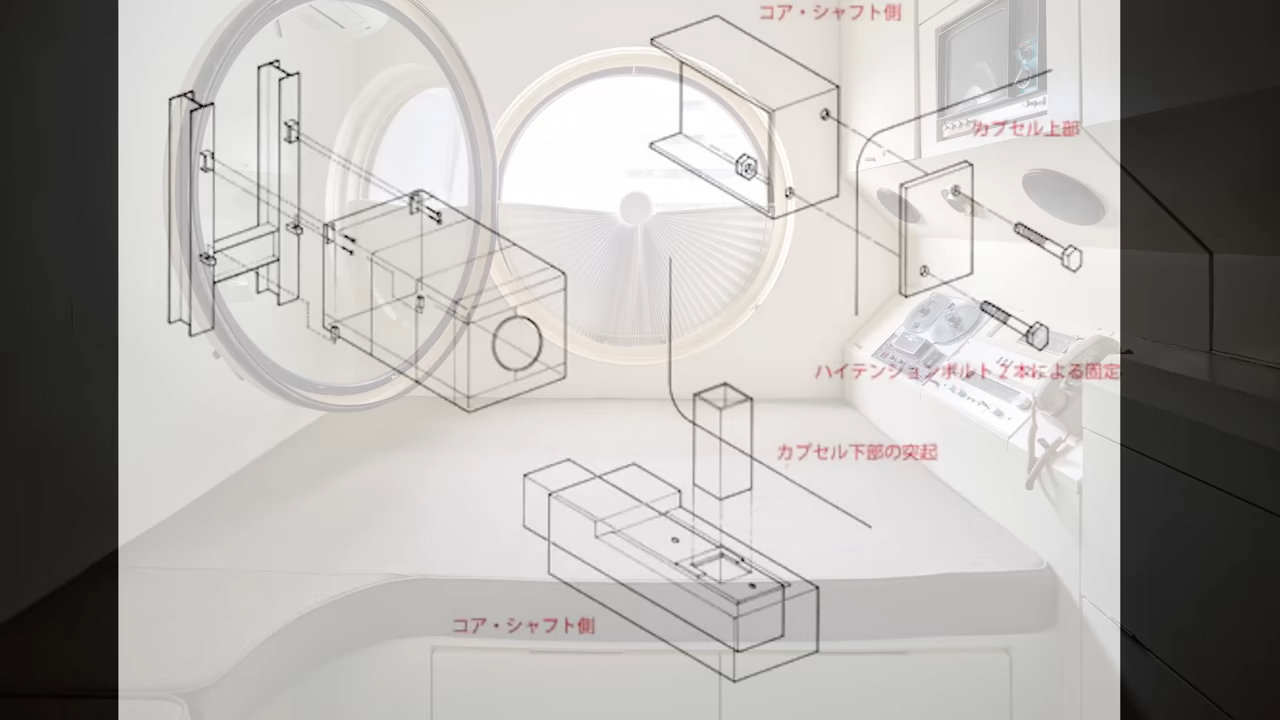 コア・シャフト側
カプセル上部
ハイテンションボルト2本による固定
カプセル下部の突起
コア・シャフト側